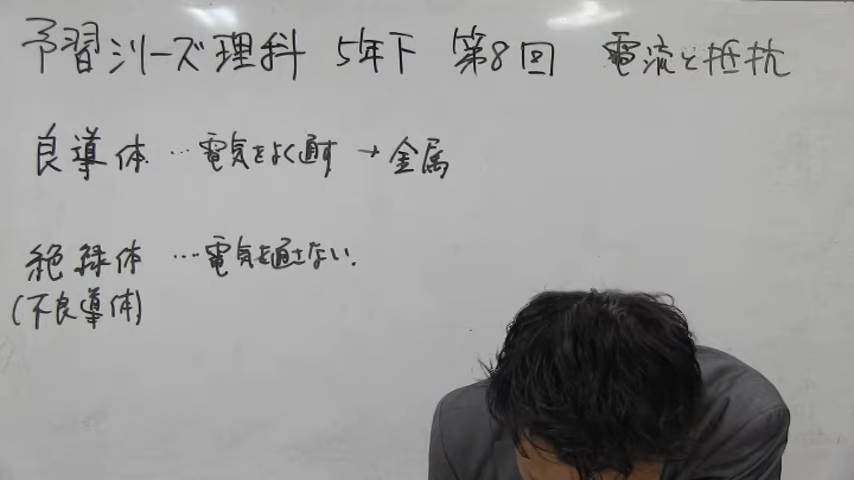 予習シリーズ理科 5年下 第8回 電流と抵抗
良導体 …電気をよく通す → 金属
絶縁体 …電気を通さない.
(不良導体)